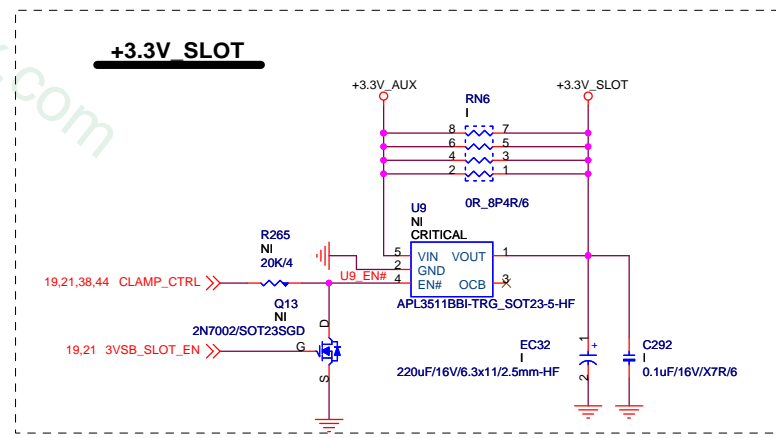 +3.3V_SLOT
x.com
+3.3V_AUX
+3.3V_SLOT
RN6
I
8 7
6 5
4 3
2 1
0R_8P4R/6
U9
NI
CRITICAL
R265
NI
20K/4
5 VIN VOUT 1
2 GND
4 EN# OCB 3
U9_EN#
APL3511BBI-TRG_SOT23-5-HF
19,21,38,44 CLAMP_CTRL
Q13
NI
2N7002/SOT23SGD
D
G
S
19,21 3VSB_SLOT_EN
EC32
I
220uF/16V/6.3x11/2.5mm-HF
1
+
2
C292
I
0.1uF/16V/X7R/6